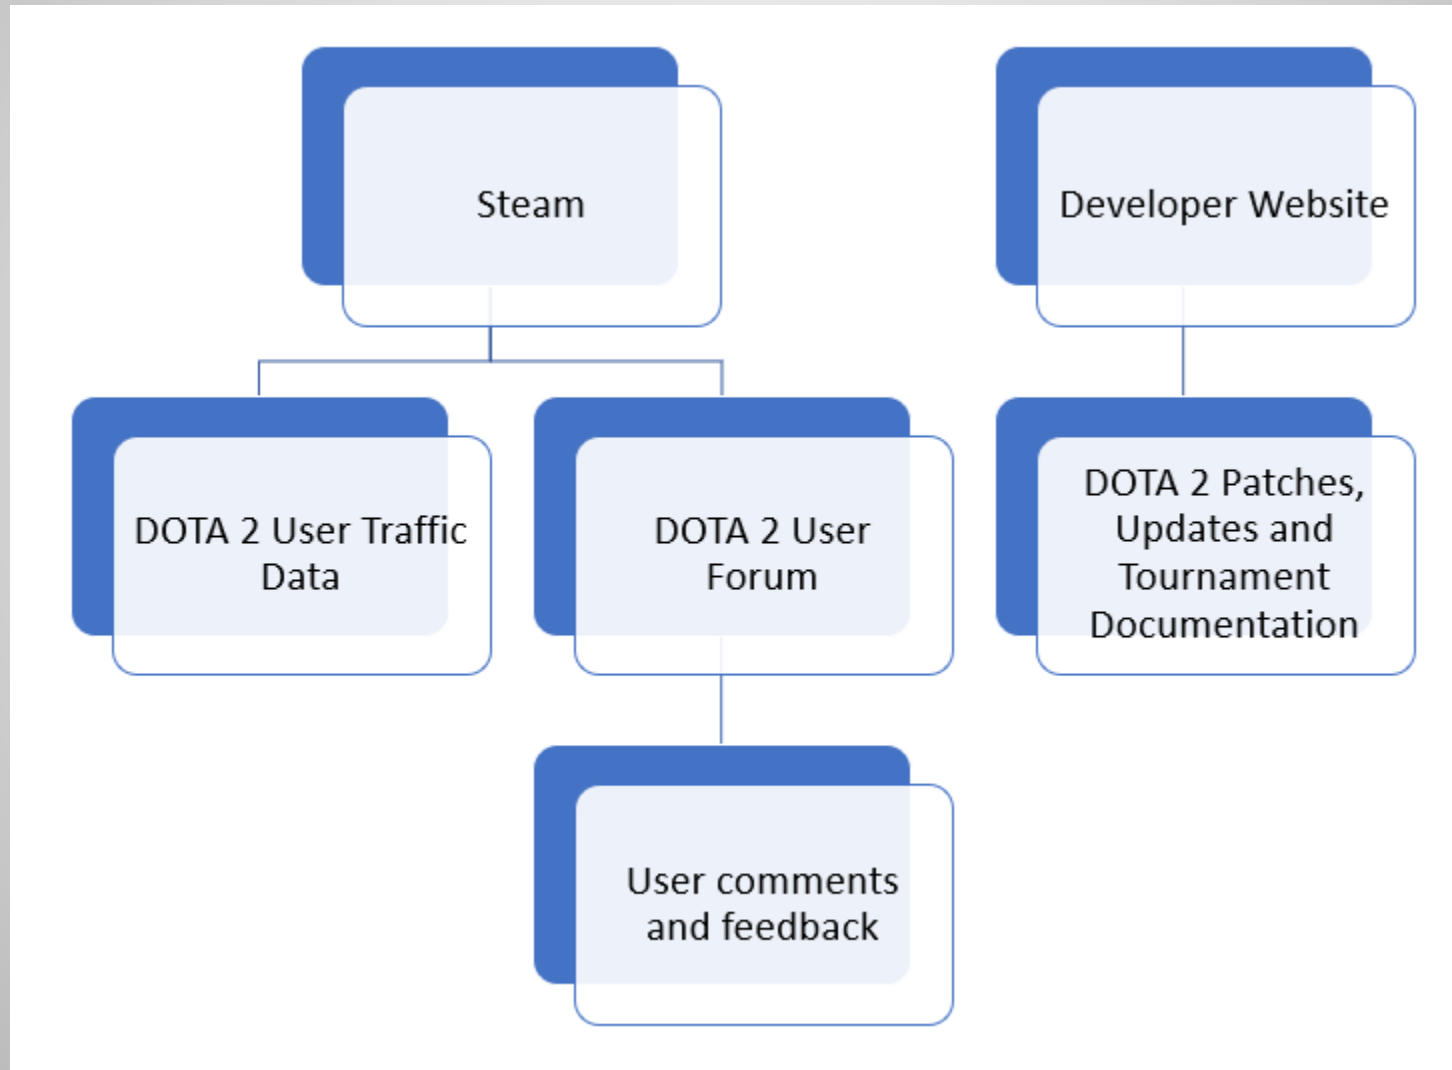 Steam
Developer Website
DOTA 2 User Traffic
Data
DOTA 2 User
Forum
DOTA 2 Patches,
Updates and
Tournament
Documentation
User comments
and feedback